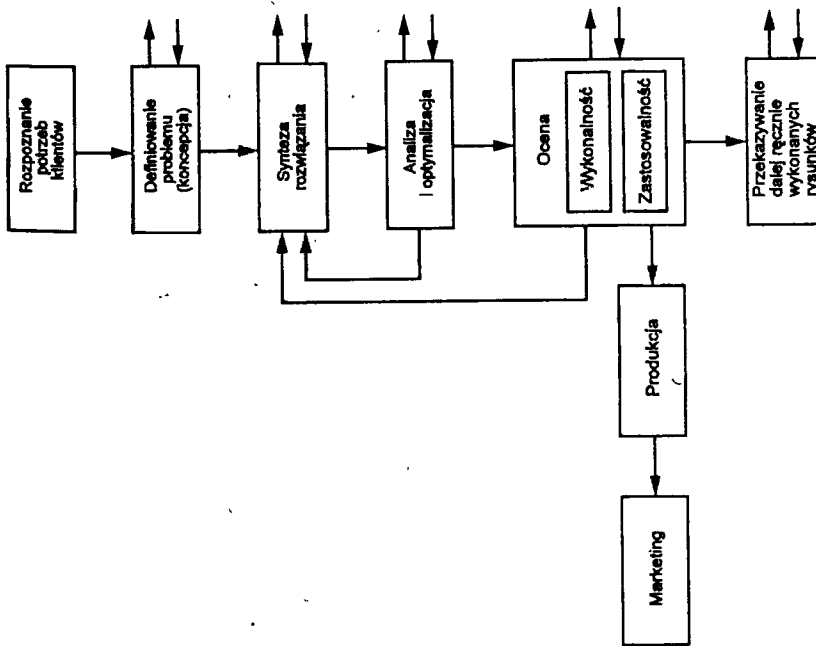 Rozpoznanie
potrzeb
klientów
Definiowanie
problemu
(koncepcja)
Synteza
rozwiązania
Analiza
i optymalizacja
Ocena
Wykonalność
Zastosowalność
Przekazywanie
dalej ręcznie
wykonanych
rysunków
Produkcja
Marketing